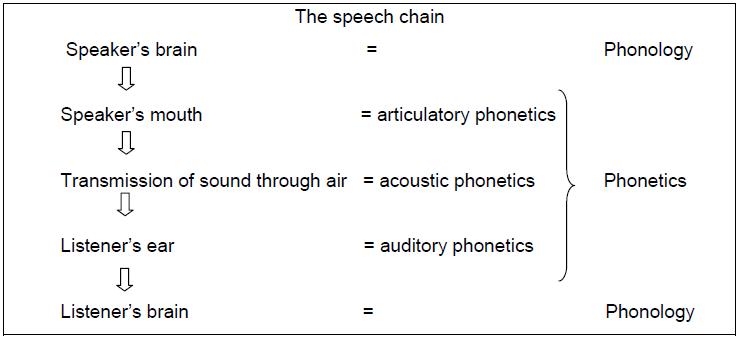 The speech chain
Speaker’s brain = Phonology
Speaker’s mouth = articulatory phonetics
Transmission of sound through air = acoustic phonetics Phonetics
Listener’s ear = auditory phonetics
Listener’s brain = Phonology